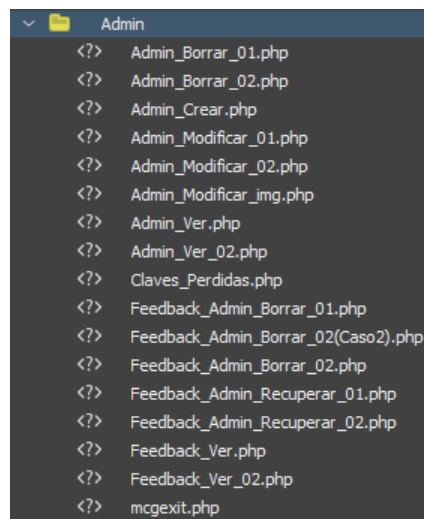 Admin
<?> Admin_Borrar_01.php
<?> Admin_Borrar_02.php
<?> Admin_Crear.php
<?> Admin_Modificar_01.php
<?> Admin_Modificar_02.php
<?> Admin_Modificar_img.php
<?> Admin_Ver.php
<?> Admin_Ver_02.php
<?> Claves_Perdidas.php
<?> Feedback_Admin_Borrar_01.php
<?> Feedback_Admin_Borrar_02(Caso2).php
<?> Feedback_Admin_Borrar_02.php
<?> Feedback_Admin_Recuperar_01.php
<?> Feedback_Admin_Recuperar_02.php
<?> Feedback_Ver.php
<?> Feedback_Ver_02.php
<?> mcgexit.php